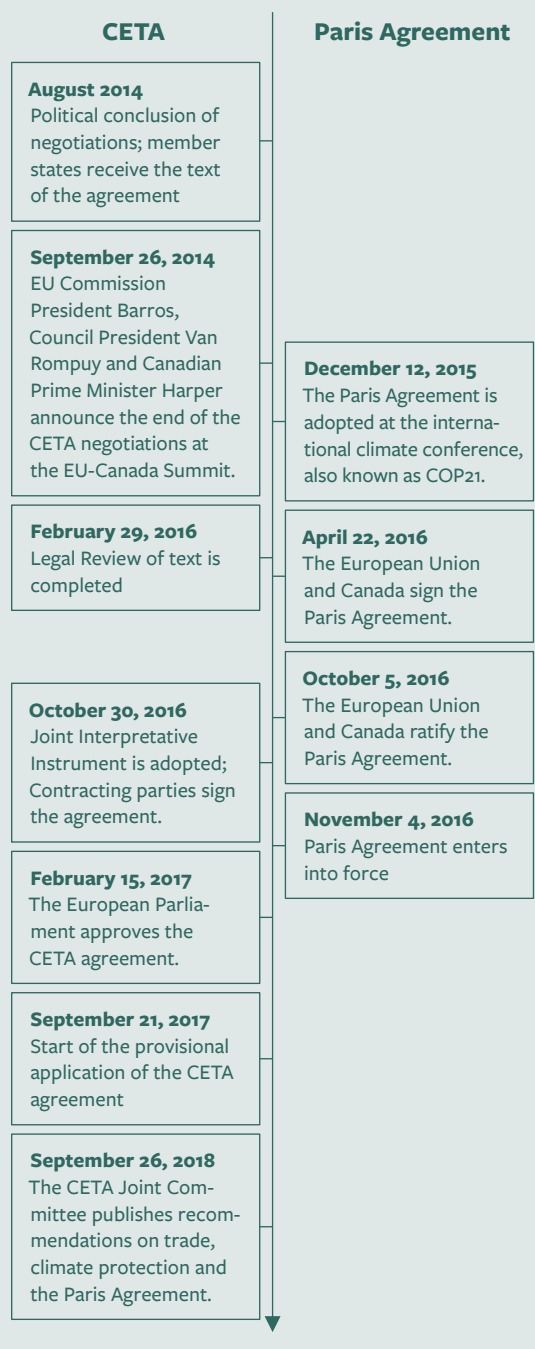 CETA
August 2014
Political conclusion of
negotiations; member
states receive the text
of the agreement
September 26, 2014
EU Commission
President Barros,
Council President Van
Rompuy and Canadian
Prime Minister Harper
announce the end of the
CETA negotiations at
the EU-Canada Summit.
February 29, 2016
Legal Review of text is
completed
October 30, 2016
Joint Interpretative
Instrument is adopted;
Contracting parties sign
the agreement.
February 15, 2017
The European Parlia-
ment approves the
CETA agreement.
September 21, 2017
Start of the provisional
application of the CETA
agreement
September 26, 2018
The CETA Joint Com-
mittee publishes recom-
mendations on trade,
climate protection and
the Paris Agreement.
Paris Agreement
December 12, 2015
The Paris Agreement is
adopted at the interna-
tional climate conference,
also known as COP21.
April 22, 2016
The European Union
and Canada sign the
Paris Agreement.
October 5, 2016
The European Union
and Canada ratify the
Paris Agreement.
November 4, 2016
Paris Agreement enters
into force